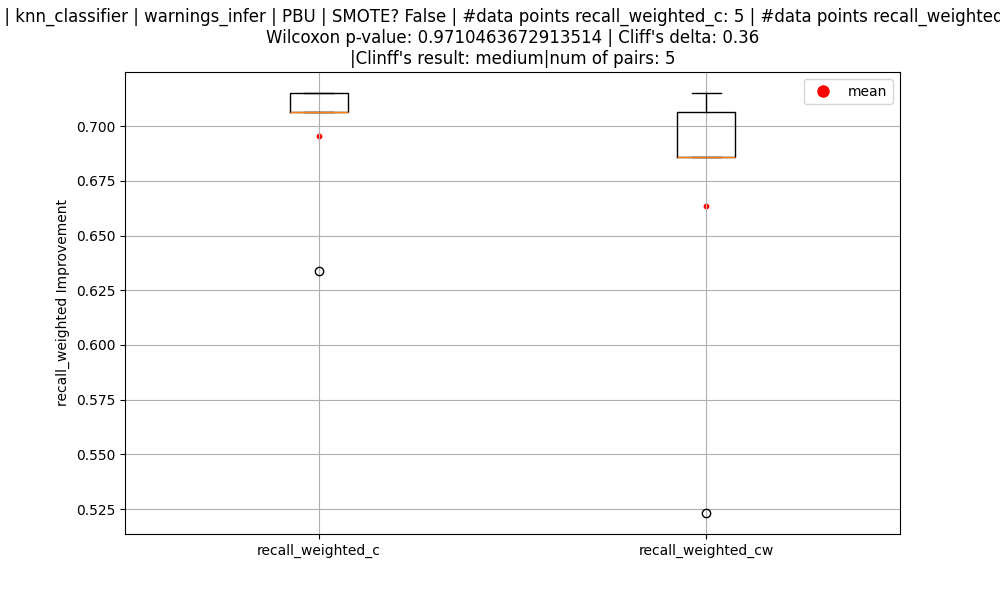 | knn_classifier | warnings_infer | PBU | SMOTE? False | #data points recall_weighted_c: 5 | #data points recall_weighted
Wilcoxon p-value: 0.9710463672913514 | Cliff's delta: 0.36
|Clinff's result: medium|num of pairs: 5
mean
0.700
0.675
0.650
0.625
0.600
0.575
0.550
0.525
recall_weighted Improvement
recall_weighted_c
recall_weighted_cw